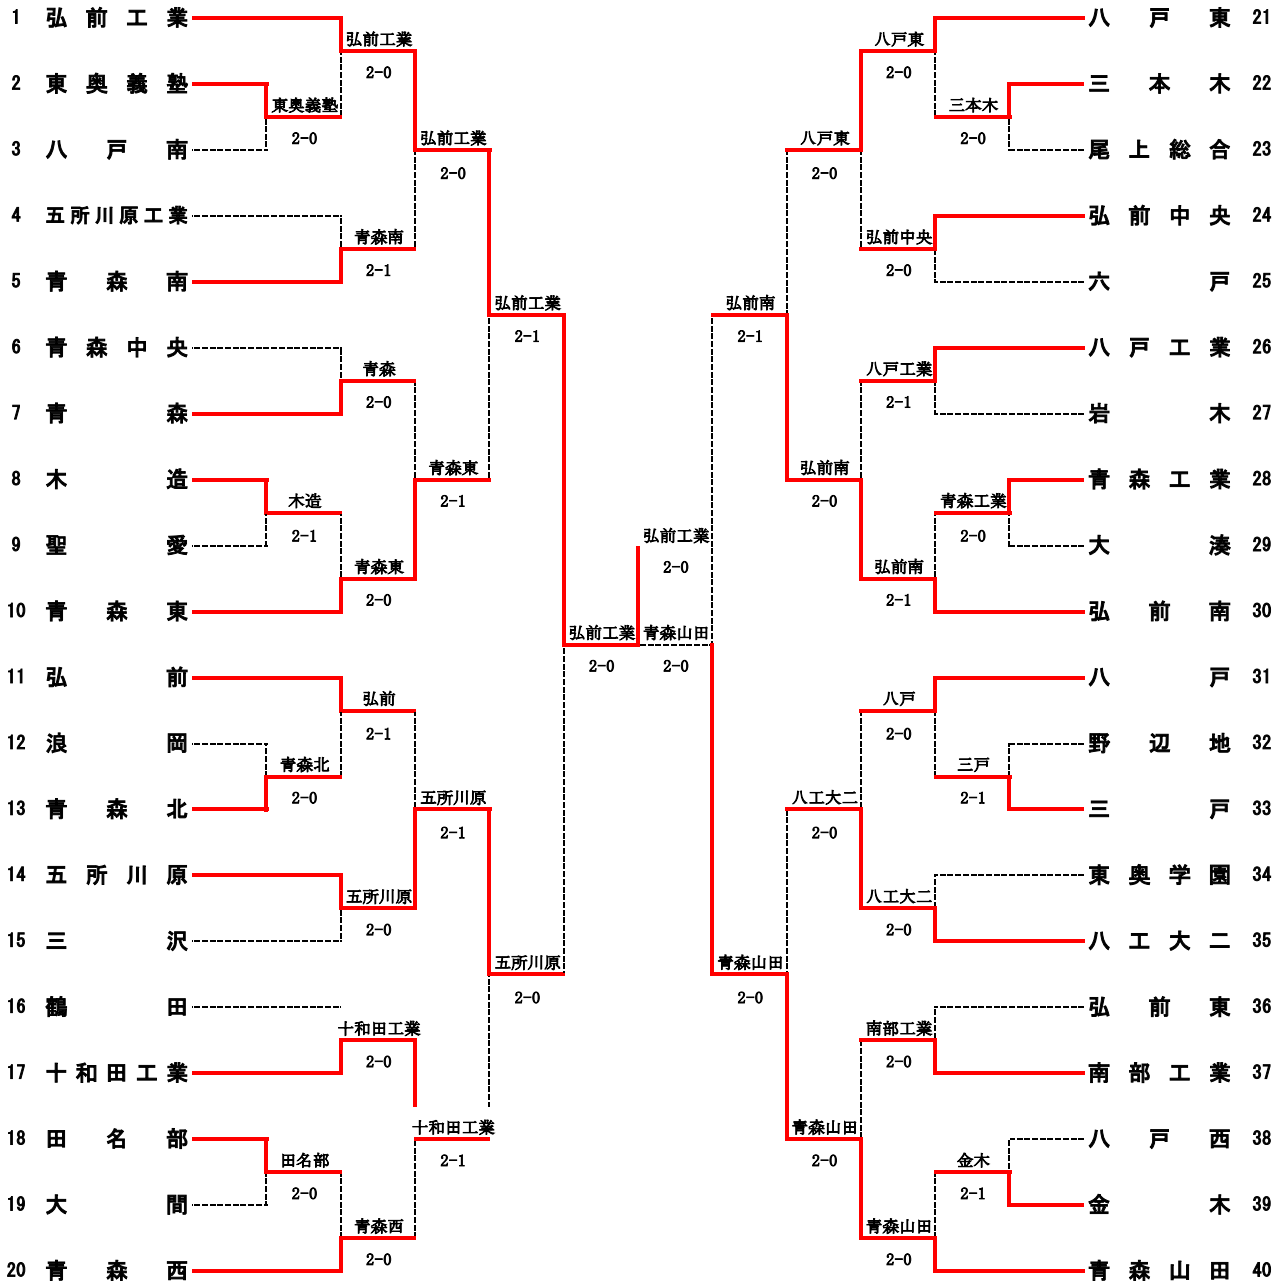 1 弘前工業
2 東奥義塾
3 八戸南
4 五所川原工業
5 青森南
6 青森中央
7 青森
8 木造
9 聖愛
10 青森東
11 弘前
12 浪岡
13 青森北
14 五所川原
15 三沢
16 鶴田
17 十和田工業
18 田名部
19 大間
20 青森西
東奥義塾
2-0
木造
2-1
青森北
2-0
田名部
2-0
弘前工業
2-0
青森南
2-1
青森
2-0
青森東
2-0
弘前
2-1
五所川原
2-0
十和田工業
2-0
青森西
2-0
弘前工業
2-0
青森東
2-1
五所川原
2-1
十和田工業
2-1
弘前工業
2-1
五所川原
2-0
弘前工業
2-0
弘前工業
2-0
青森山田
2-0
弘前南
2-1
青森山田
2-0
八戸東
2-0
弘前南
2-0
八工大二
2-0
青森山田
2-0
八戸東
2-0
弘前中央
2-0
八戸工業
2-1
弘前南
2-1
八戸
2-0
八工大二
2-0
南部工業
2-0
青森山田
2-0
三本木
2-0
青森工業
2-0
三戸
2-1
金木
2-1
八戸東 21
三本木 22
尾上総合 23
弘前中央 24
六戸 25
八戸工業 26
岩木 27
青森工業 28
大湊 29
弘前南 30
八戸 31
野辺地 32
三戸 33
東奥学園 34
八工大二 35
弘前東 36
南部工業 37
八戸西 38
金木 39
青森山田 40